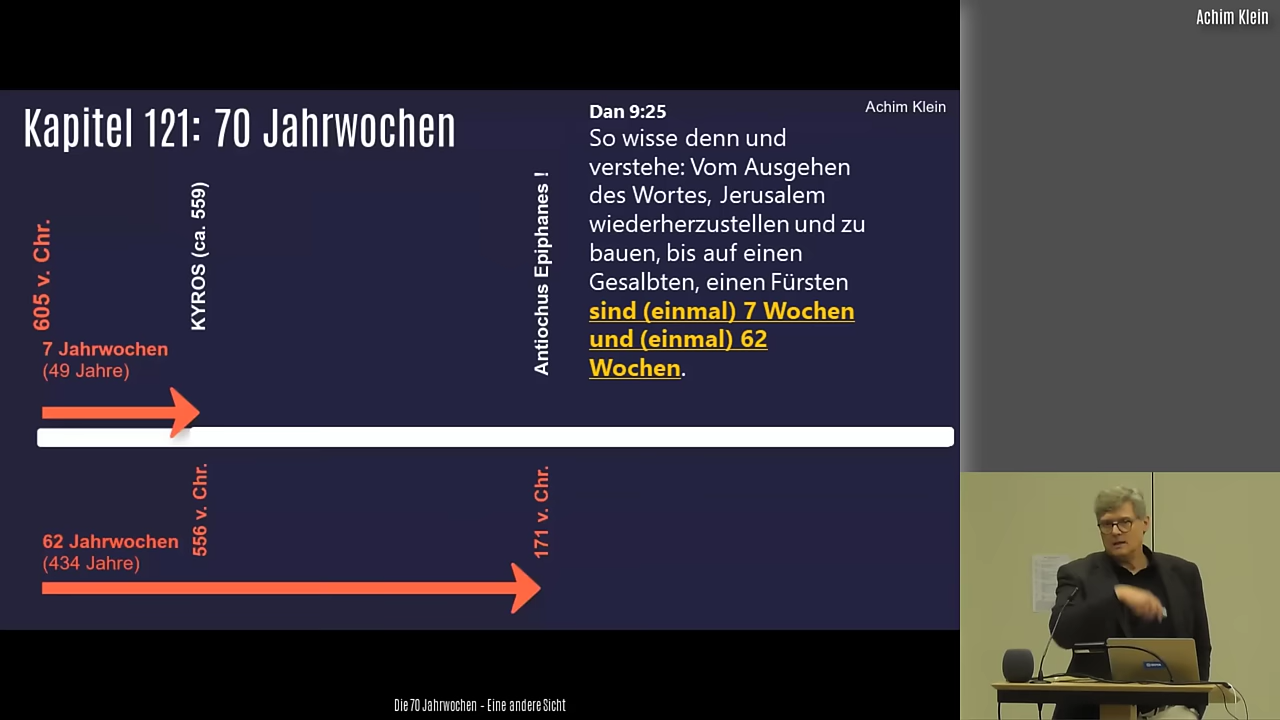 Achim Klein
Kapitel 121: 70 Jahrwochen
Achim Klein
605 v. Chr.
KYROS (ca. 559)
Antiochus Epiphanes !
Dan 9:25
So wisse denn und
verstehe: Vom Ausgehen
des Wortes, Jerusalem
wiederherzustellen und zu
bauen, bis auf einen
Gesalbten, einen Fürsten
sind (einmal) 7 Wochen
und (einmal) 62
Wochen.
7 Jahrwochen
(49 Jahre)
556 v. Chr.
171 v. Chr.
62 Jahrwochen
(434 Jahre)
Die 70 Jahrwochen - Eine andere Sicht